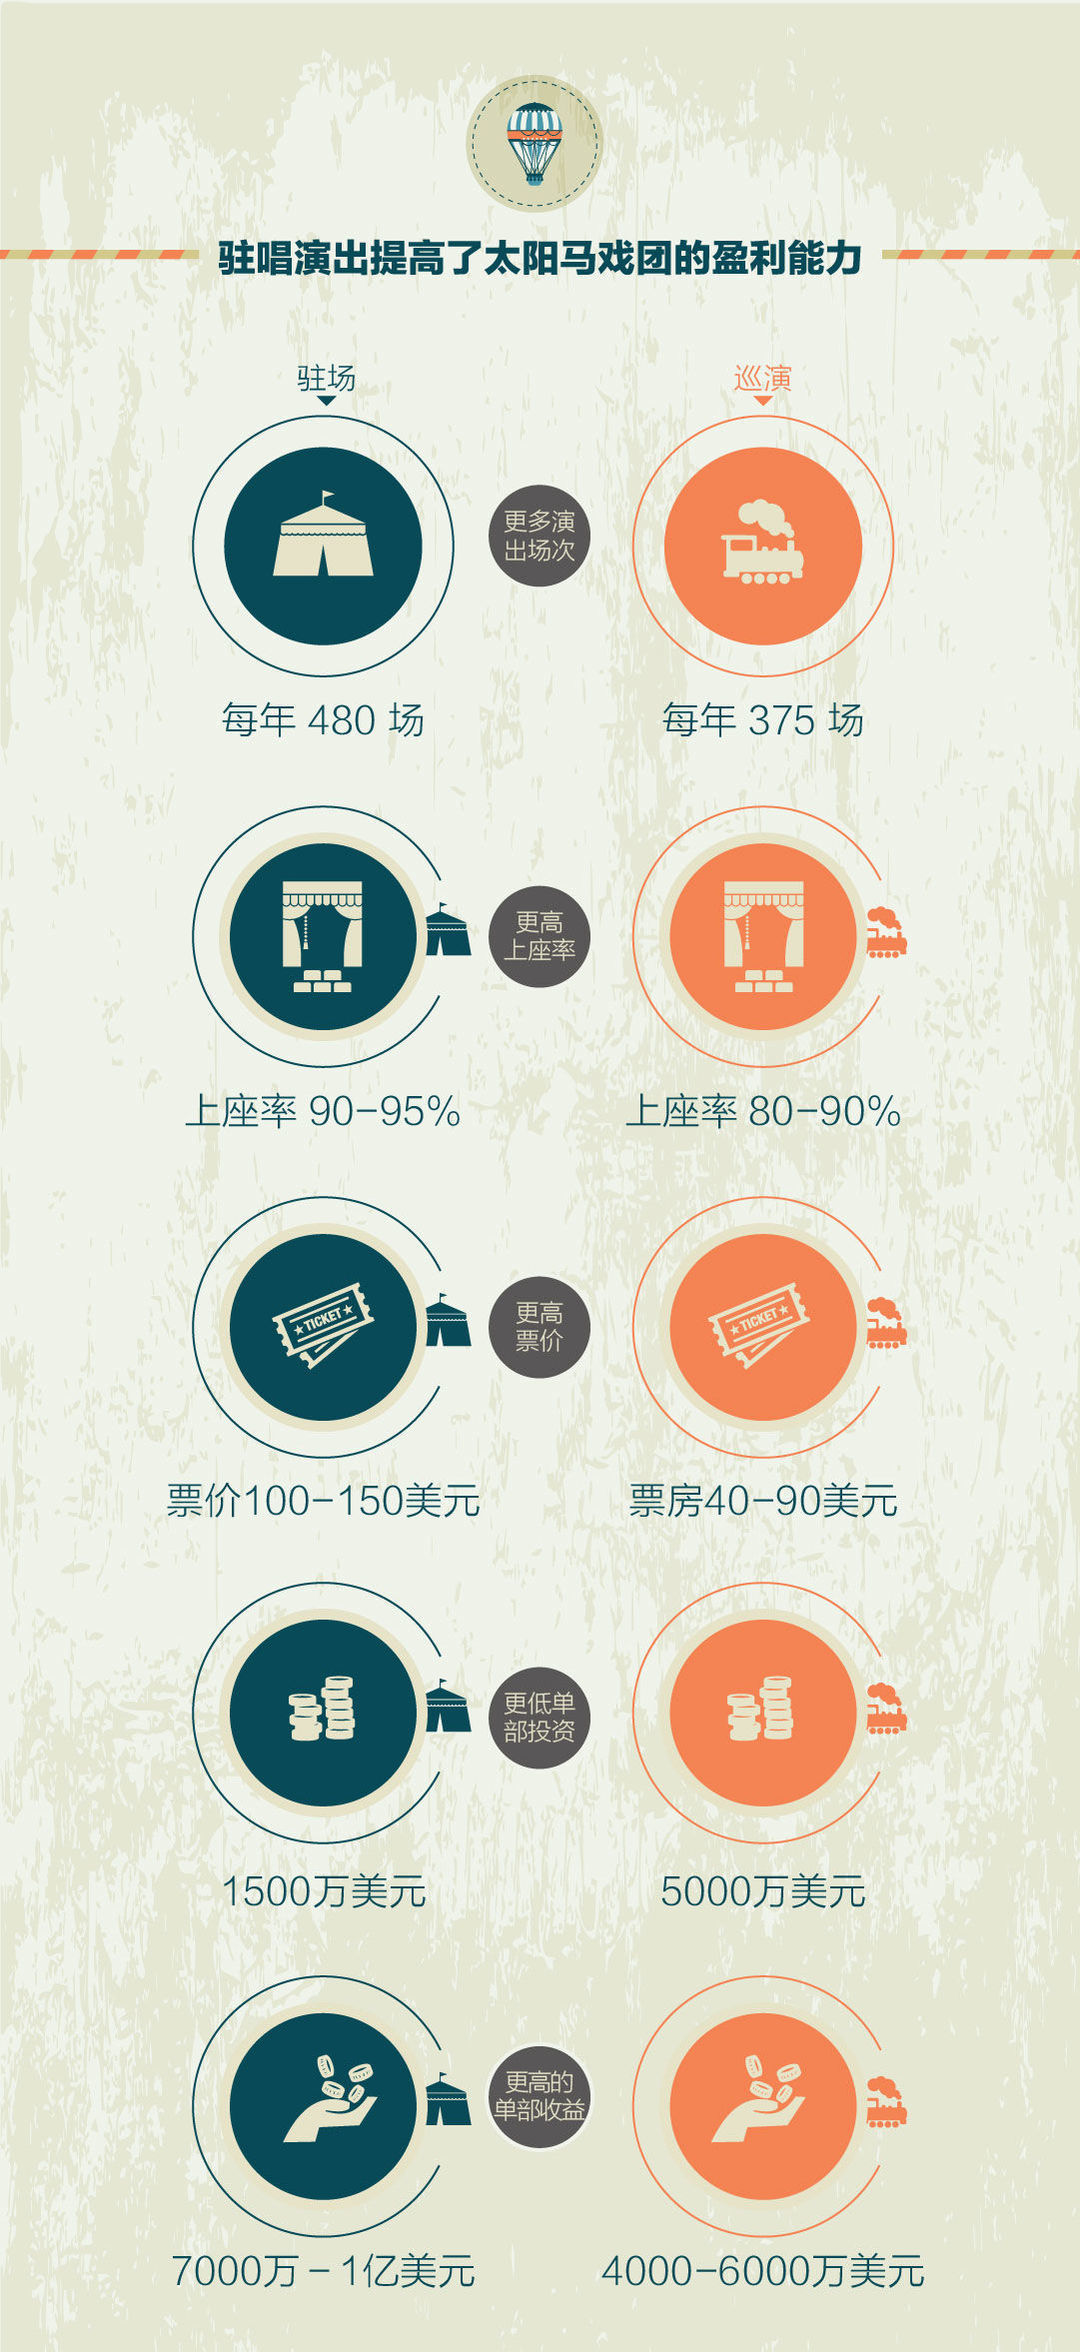 驻唱演出提高了太阳马戏团的盈利能力
驻场
巡演
更多演
出场次
每年 480 场
每年 375 场
更高
上座率
上座率 90-95%
上座率 80-90%
TICKET
更高
票价
TICKET
票价100-150美元
票房40-90美元
更低单
部投资
1500万美元
5000万美元
更高的
单部收益
7000万 - 1亿美元
4000-6000万美元